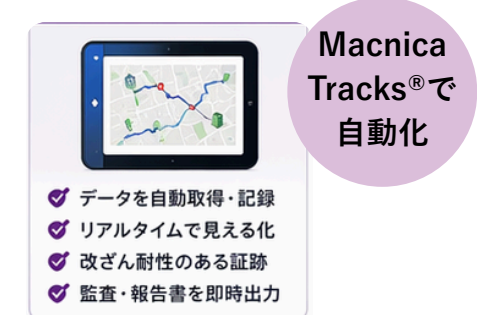 Macnica
Tracks®で
自動化
データを自動取得・記録
リアルタイムで見える化
改ざん耐性のある証跡
監査・報告書を即時出力